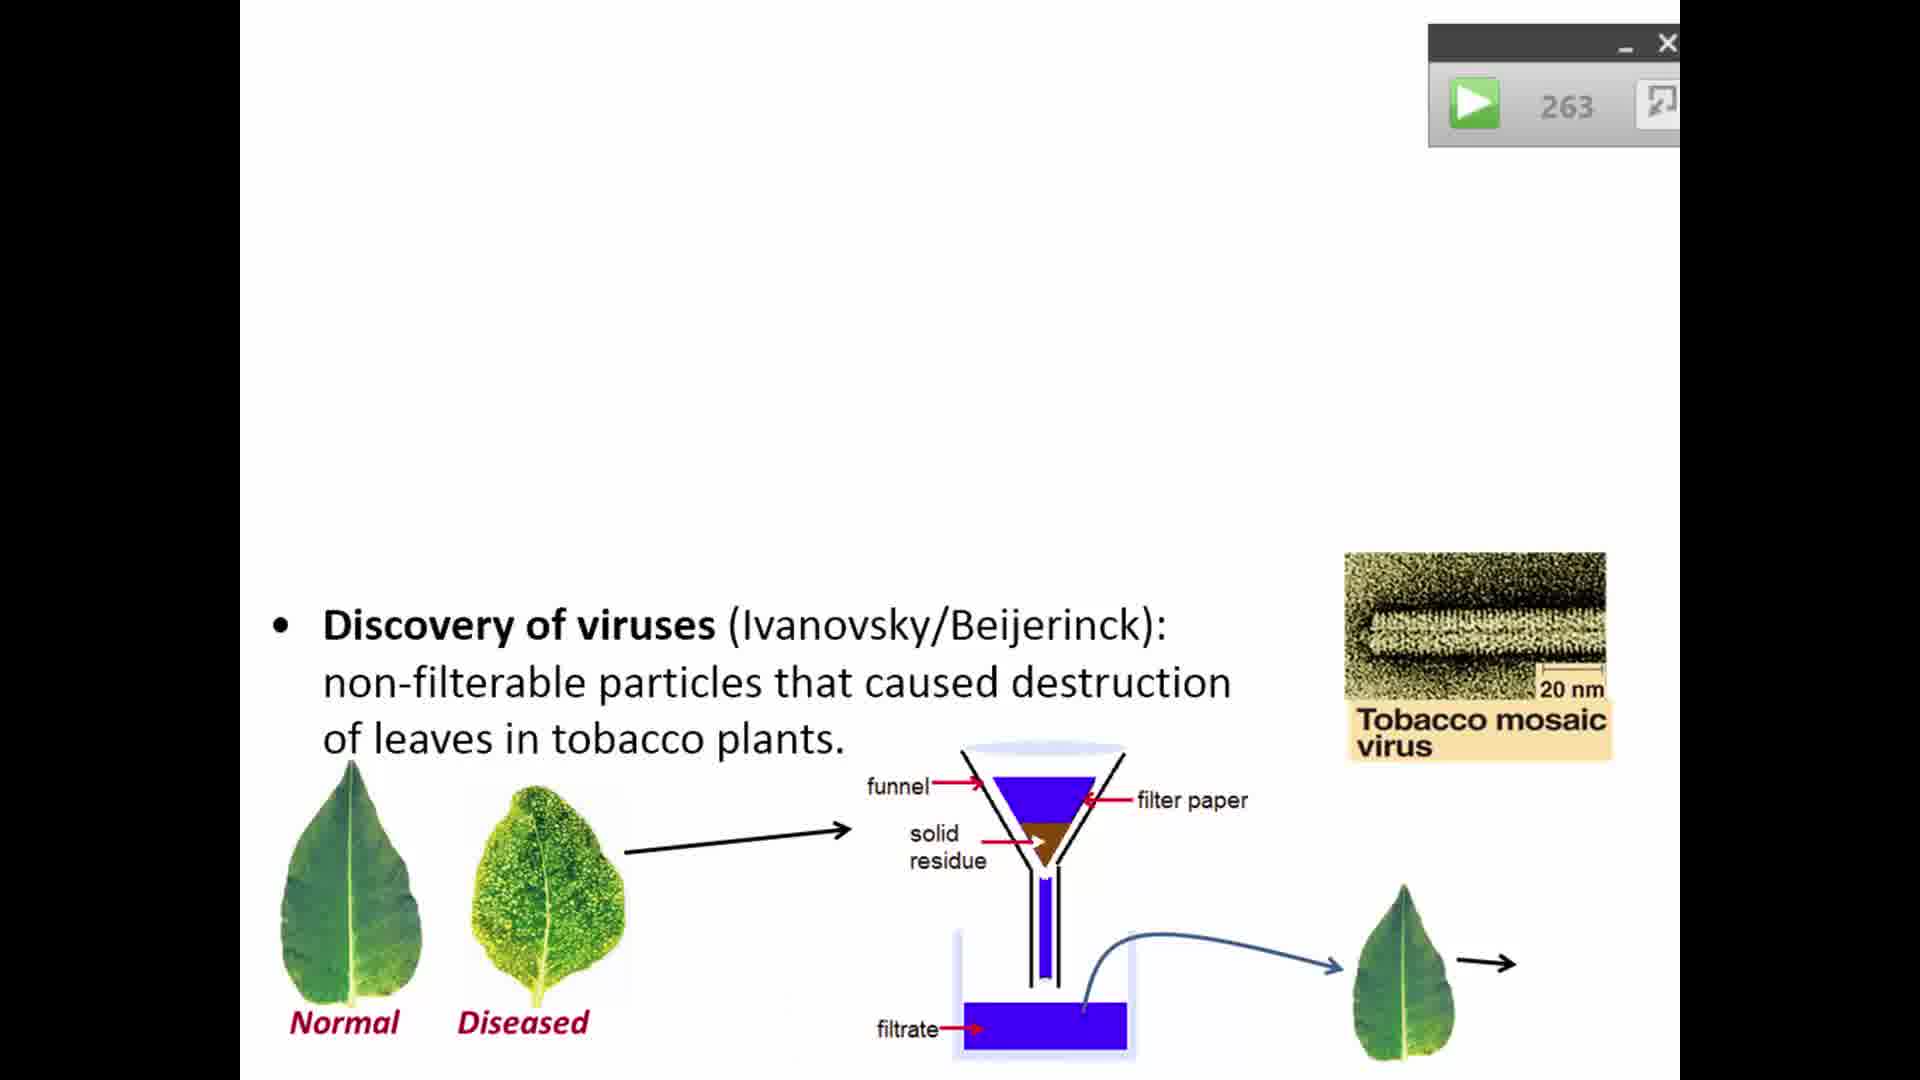 263
• Discovery of viruses (Ivanovsky/Beijerinck):
non-filterable particles that caused destruction
of leaves in tobacco plants.
20 nm
Tobacco mosaic
virus
funnel
filter paper
solid
residue
filtrate
Normal
Diseased